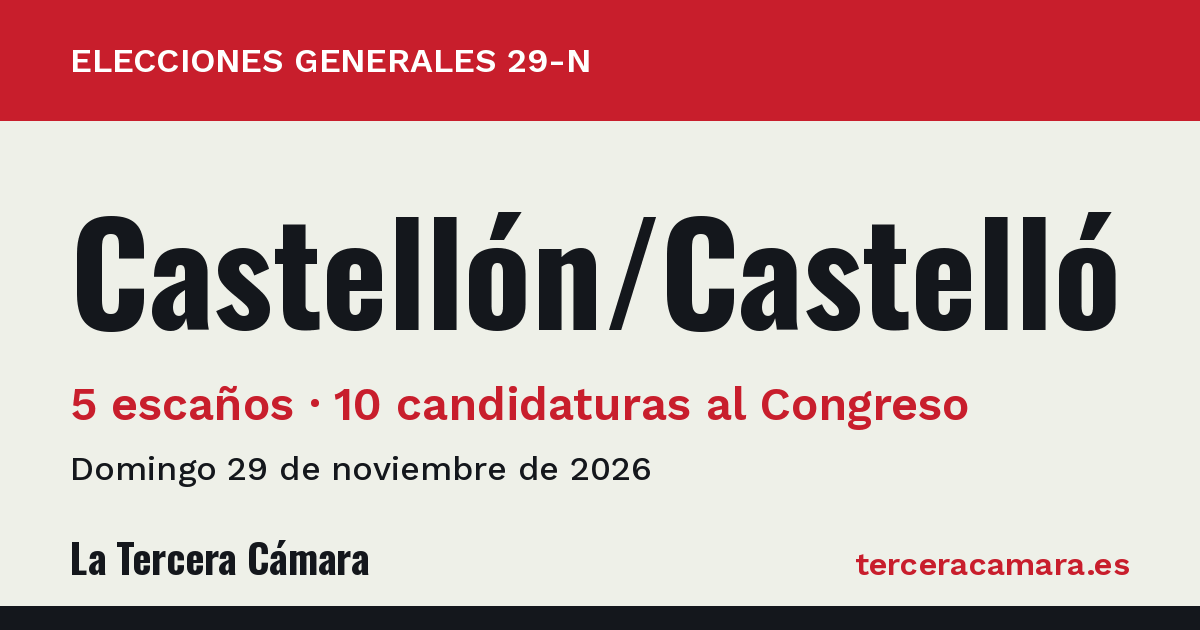 ELECCIONES GENERALES 29-N
Castellón/Castelló
5 escaños · 10 candidaturas al Congreso
Domingo 29 de noviembre de 2026
La Tercera Cámara
terceracamara.es